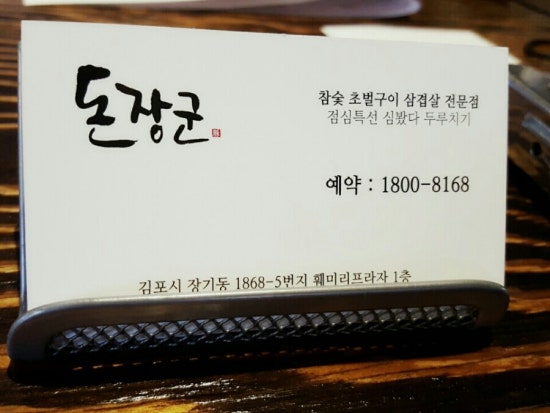 돈장군
참숯 초벌구이 삼겹살 전문점
점심특선 심봤다 두루치기
예약 : 1800-8168
김포시 장기동 1868-5번지 훼미리프라자 1층